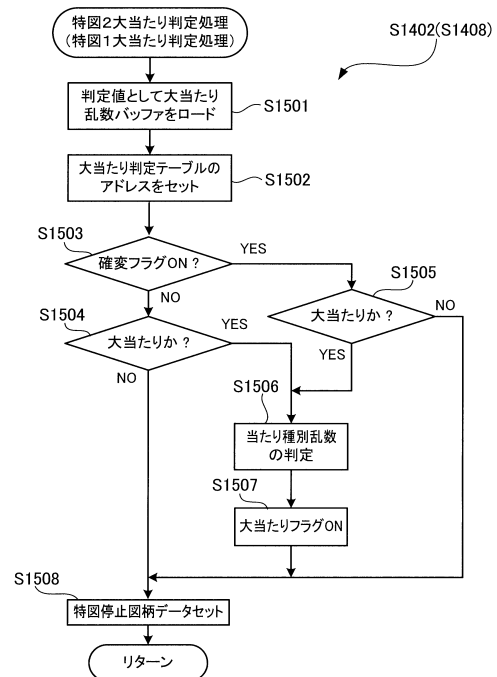 特図2大当たり判定処理
(特図1大当たり判定処理)
S1402(S1408)
判定値として大当たり
乱数バッファをロード
S1501
大当たり判定テーブルの
アドレスをセット
S1502
S1503
確変フラグON?
YES
NO
S1505
大当たりか?
NO
YES
S1504
大当たりか?
YES
NO
S1506
当たり種別乱数
の判定
S1507
大当たりフラグON
S1508
特図停止図柄データセット
リターン